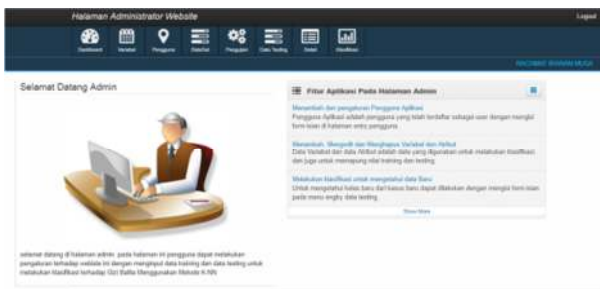 Halaman Administrator Website
Logout
Dashboard
Variabel
Pengguna
DataSet
Pengujian
Data Testing
Klasifikasi
Selamat Datang Admin
Fitur Aplikasi Pada Halaman Admin
Menambah dan pengaturan Pengguna Aplikasi
Pengguna Aplikasi adalah pengguna yang telah terdaftar sebagai user dengan mengisi
form isian di halaman entry pengguna.
Menambah, Mengedit dan Menghapus Variabel dan Atribut
Data Variabel dan data Atribut adalah data yang digunakan untuk melakukan klasifikasi
dan juga untuk menampung nilai training dan testing.
Melakukan klasifikasi untuk mengetahui data Baru
Untuk mengetahui kelas baru dari kasus baru dapat dilakukan dengan mengisi form isian
pada menu engky data testing.
Show More
selamat datang di halaman admin. pada halaman ini pengguna dapat melakukan
pengaturan terhadap website ini dengan menginput data training dan data testing untuk
melakukan klasifikasi terhadap Gizi Balita Menggunakan Metode K-NN